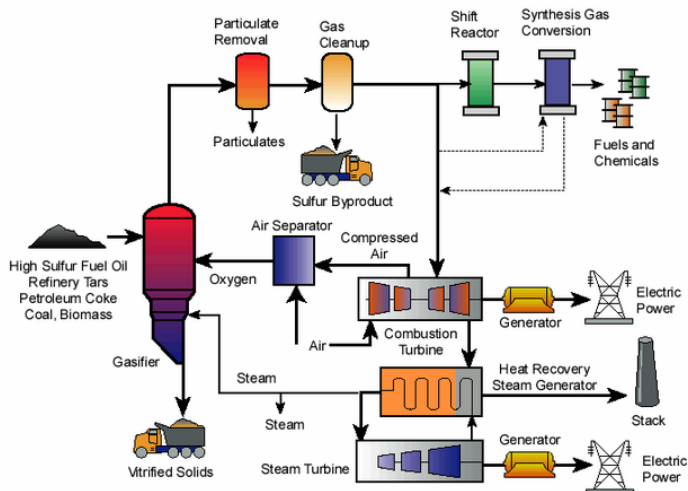 Particulate
Removal
Gas
Cleanup
Shift
Reactor
Synthesis Gas
Conversion
Particulates
Fuels and
Chemicals
Sulfur Byproduct
Air Separator
Compressed
Air
High Sulfur Fuel Oil
Refinery Tars
Petroleum Coke
Coal, Biomass
Oxygen
Electric
Power
Generator
Air
Combustion
Turbine
Gasifier
Heat Recovery
Steam Generator
Steam
Steam
Stack
Generator
Vitrified Solids
Steam Turbine
Electric
Power